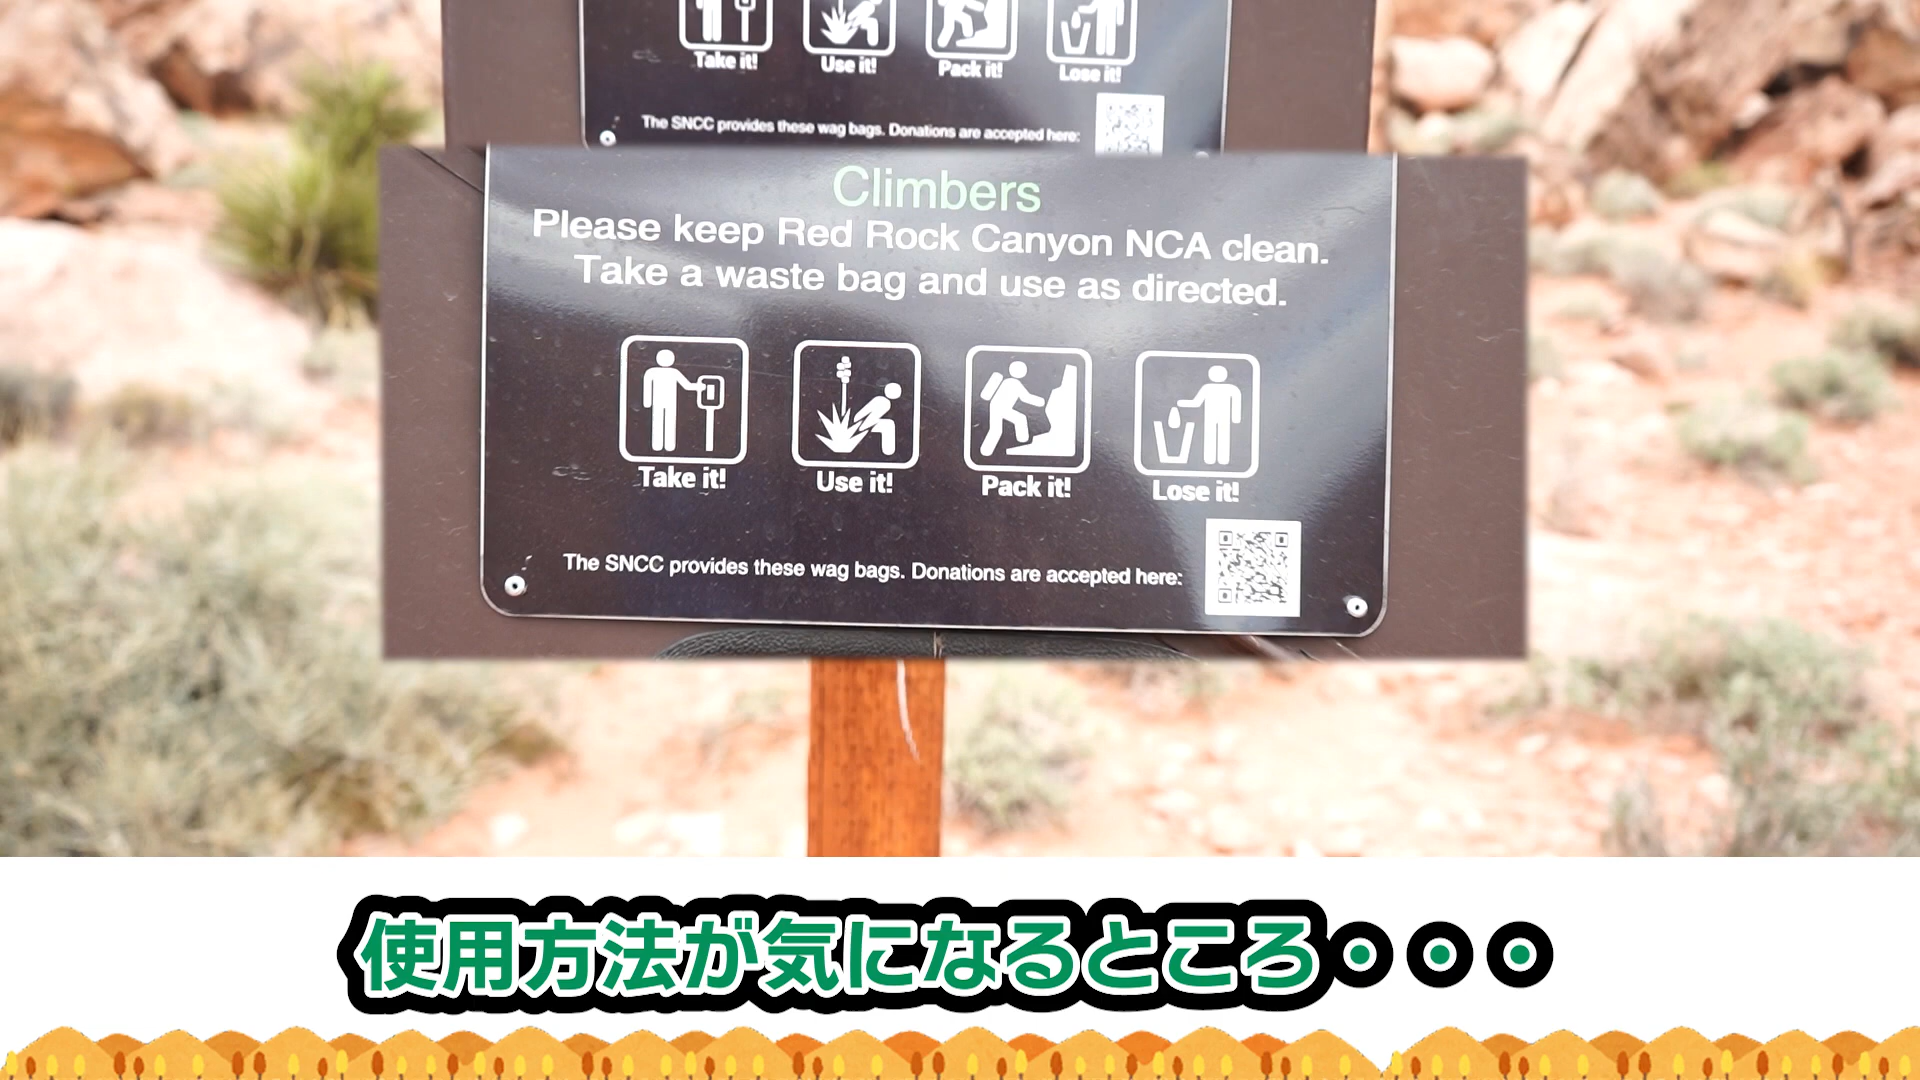 Take it! Use it! Pack it! Lose it!
The SNCC provides these wag bags. Donations are accepted here:
Climbers
Please keep Red Rock Canyon NCA clean.
Take a waste bag and use as directed.
Take it! Use it! Pack it! Lose it!
The SNCC provides these wag bags. Donations are accepted here:
使用方法が気になるところ・・・